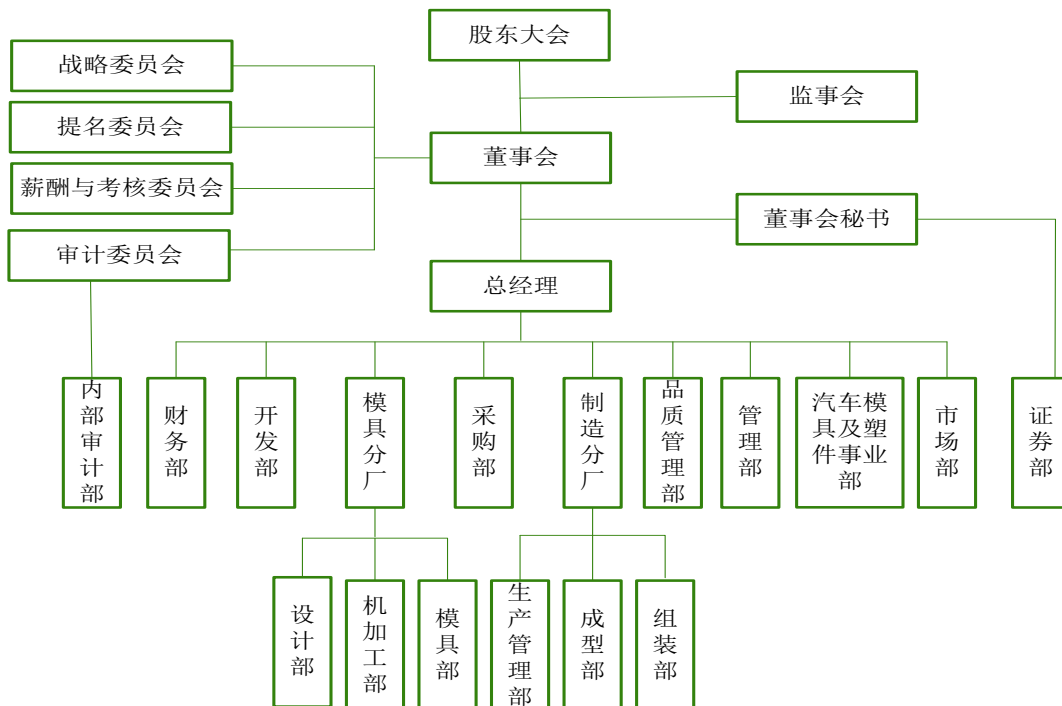 股东大会
战略委员会
监事会
提名委员会
董事会
薪酬与考核委员会
董事会秘书
审计委员会
总经理
内部审计部
财务部
开发部
模具分厂
采购部
制造分厂
品质管理部
管理部
汽车模
具及塑
件事业
部
市场部
证券部
设计部
机加工部
模具部
生产管理部
成型部
组装部